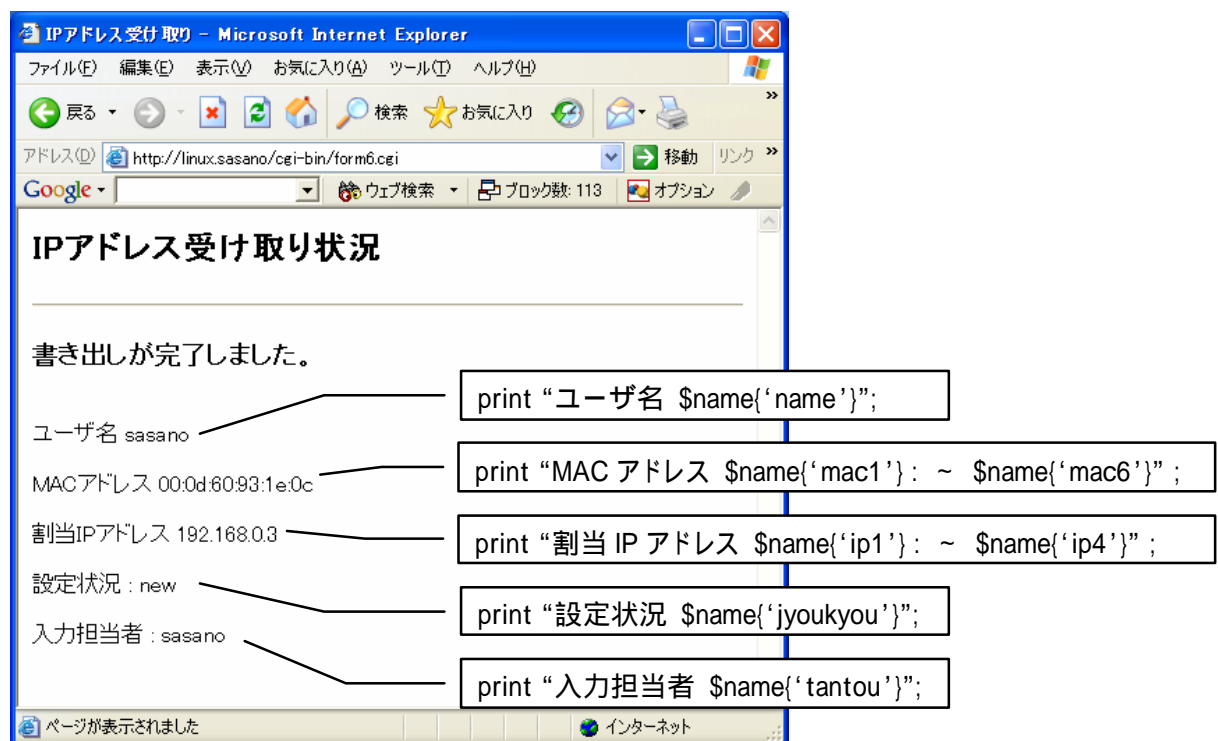 IPアドレス受け取り - Microsoft Internet Explorer
ファイル(F) 編集(E) 表示(V) お気に入り(A) ツール(T) ヘルプ(H)
戻る 検索 お気に入り »
アドレス(D) http://linux.sasano/cgi-bin/form6.cgi 移動 リンク »
Google ウェブ検索 ブロック数: 113 オプション
IPアドレス受け取り状況
書き出しが完了しました。
print “ユーザ名 $name{‘name’}”;
ユーザ名 sasano
print “MAC アドレス $name{‘mac1’} : ~ $name{‘mac6’}” ;
MACアドレス 00:0d:60:93:1e:0c
割当IPアドレス 192.168.0.3
print “割当 IP アドレス $name{‘ip1’} : ~ $name{‘ip4’}” ;
設定状況 : new
print “設定状況 $name{‘jyoukyou’}”;
入力担当者 : sasano
print “入力担当者 $name{‘tantou’}”;
ページが表示されました インターネット